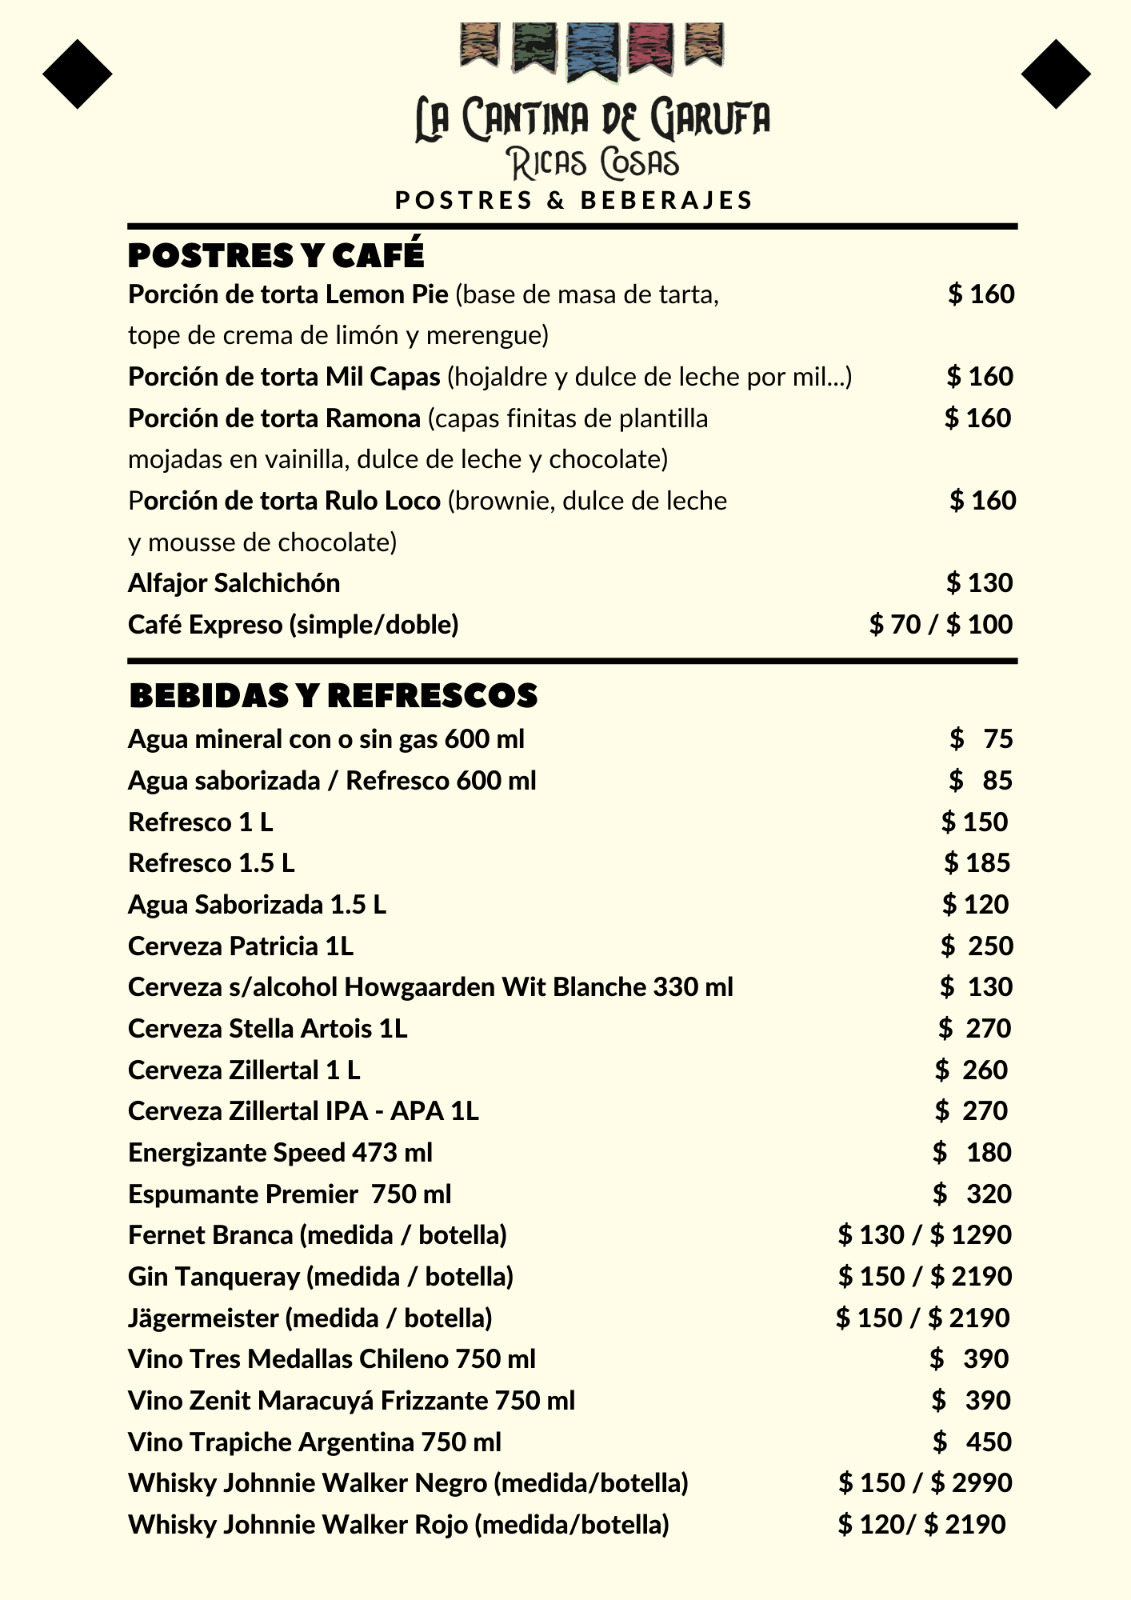 La Cantina de Garufa
Ricas Cosas
POSTRES & BEBERAJES
POSTRES Y CAFÉ
Porción de torta Lemon Pie (base de masa de tarta, $ 160
tope de crema de limón y merengue)
Porción de torta Mil Capas (hojaldre y dulce de leche por mil...) $ 160
Porción de torta Ramona (capas finitas de plantilla $ 160
mojadas en vainilla, dulce de leche y chocolate)
Porción de torta Rulo Loco (brownie, dulce de leche $ 160
y mousse de chocolate)
Alfajor Salchichón $ 130
Café Expreso (simple/doble) $ 70 / $ 100
BEBIDAS Y REFRESCOS
Agua mineral con o sin gas 600 ml $ 75
Agua saborizada / Refresco 600 ml $ 85
Refresco 1 L $ 150
Refresco 1.5 L $ 185
Agua Saborizada 1.5 L $ 120
Cerveza Patricia 1L $ 250
Cerveza s/alcohol Howgaarden Wit Blanche 330 ml $ 130
Cerveza Stella Artois 1L $ 270
Cerveza Zillertal 1 L $ 260
Cerveza Zillertal IPA - APA 1L $ 270
Energizante Speed 473 ml $ 180
Espumante Premier 750 ml $ 320
Fernet Branca (medida / botella) $ 130 / $ 1290
Gin Tanqueray (medida / botella) $ 150 / $ 2190
Jägermeister (medida / botella) $ 150 / $ 2190
Vino Tres Medallas Chileno 750 ml $ 390
Vino Zenit Maracuyá Frizzante 750 ml $ 390
Vino Trapiche Argentina 750 ml $ 450
Whisky Johnnie Walker Negro (medida/botella) $ 150 / $ 2990
Whisky Johnnie Walker Rojo (medida/botella) $ 120/ $ 2190